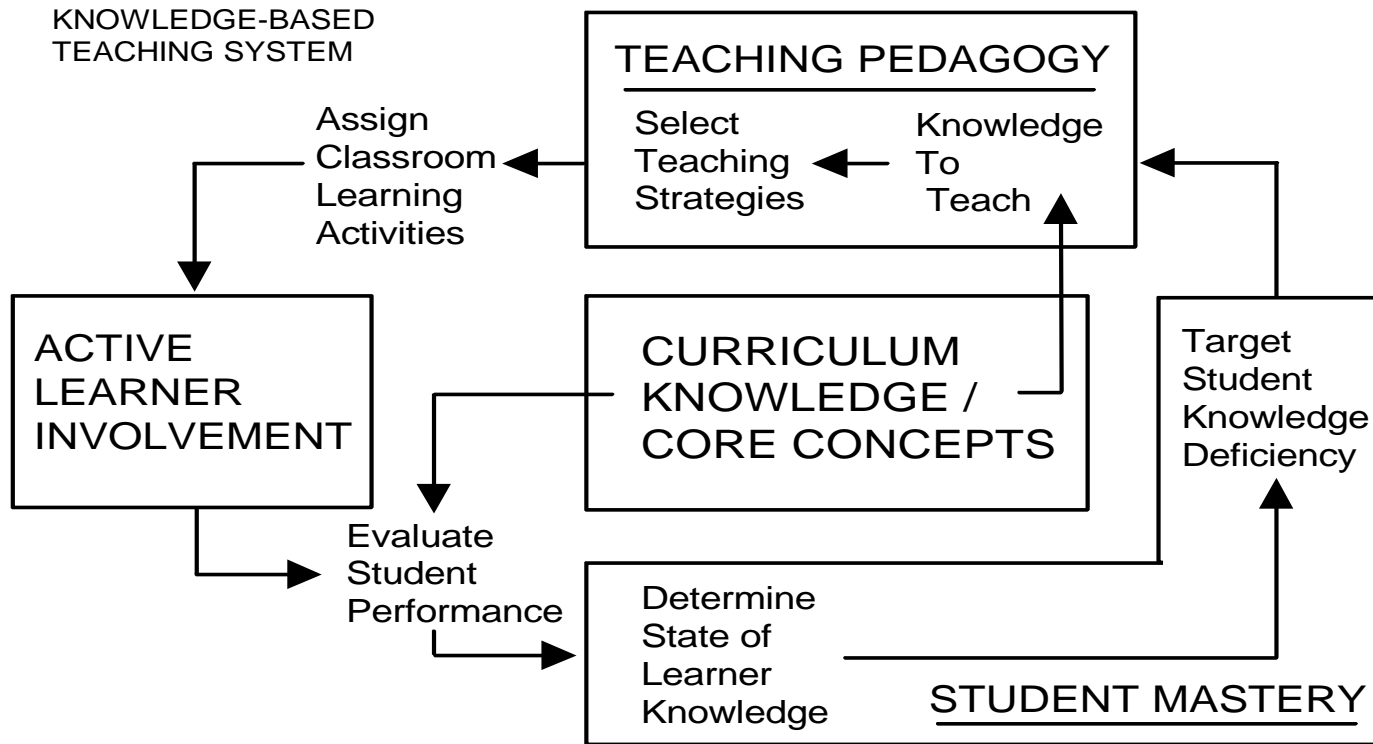 KNOWLEDGE-BASED
TEACHING SYSTEM
TEACHING PEDAGOGY
Select
Teaching
Strategies
Knowledge
To
Teach
Assign
Classroom
Learning
Activities
ACTIVE
LEARNER
INVOLVEMENT
CURRICULUM
KNOWLEDGE /
CORE CONCEPTS
Target
Student
Knowledge
Deficiency
Evaluate
Student
Performance
Determine
State of
Learner
Knowledge
STUDENT MASTERY